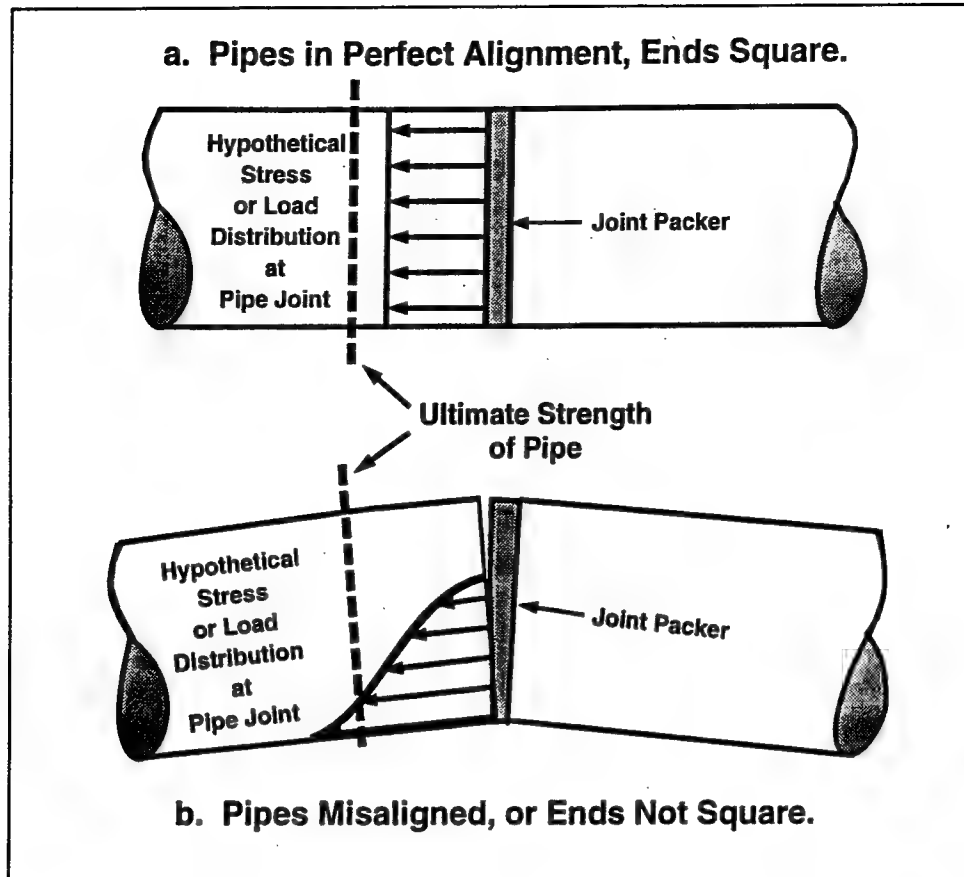 a. Pipes in Perfect Alignment, Ends Square.
Hypothetical
Stress
or Load
Distribution
at
Pipe Joint
Joint Packer
Ultimate Strength
of Pipe
Hypothetical
Stress
or Load
Distribution
at
Pipe Joint
Joint Packer
b. Pipes Misaligned, or Ends Not Square.